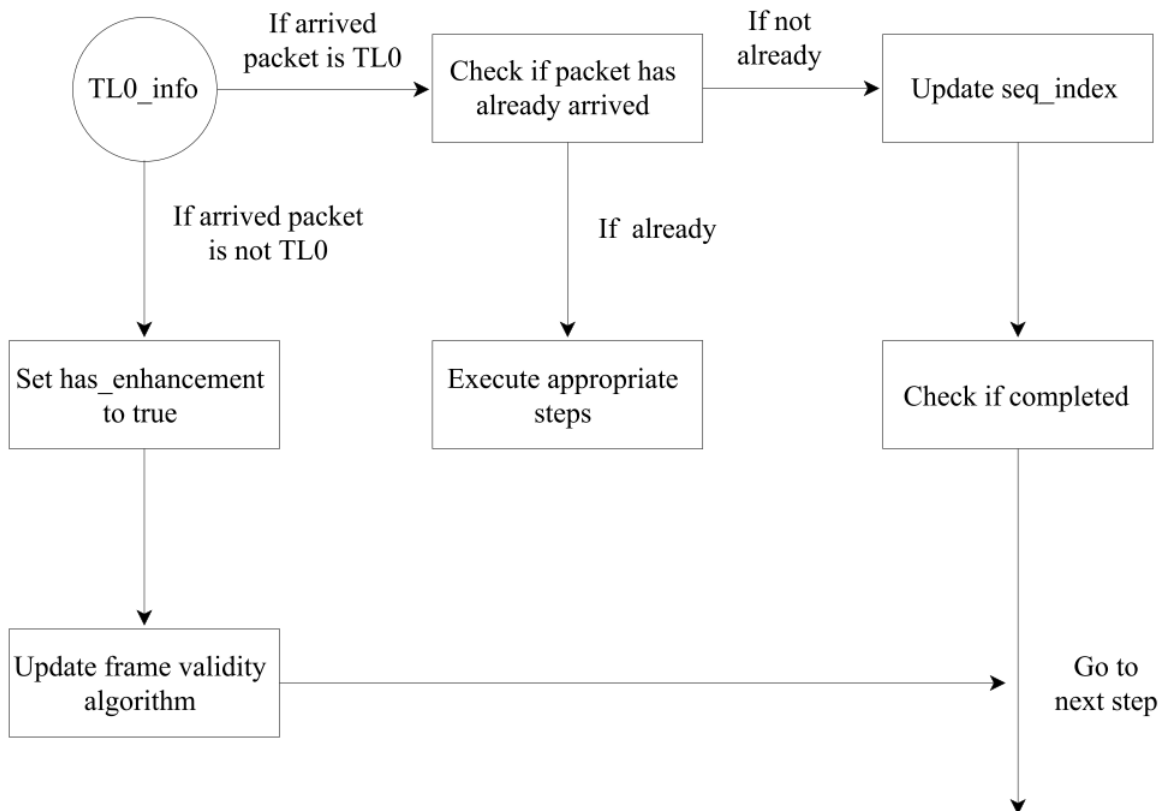 TL0_info
If arrived
packet is TL0
Check if packet has
already arrived
If not
already
Update seq_index
If arrived packet
is not TL0
If already
Set has_enhancement
to true
Execute appropriate
steps
Check if completed
Update frame validity
algorithm
Go to
next step